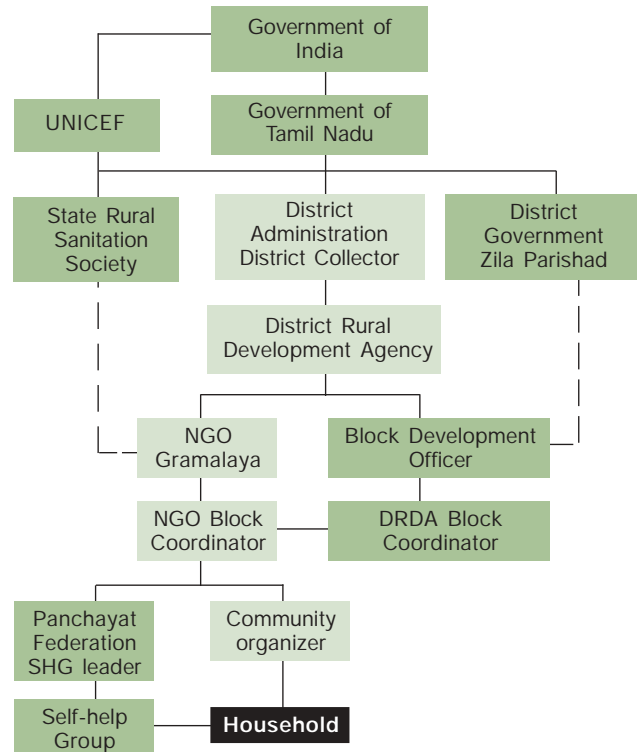 Government of
India
UNICEF
Government of
Tamil Nadu
State Rural
Sanitation
Society
District
Administration
District Collector
District
Government
Zila Parishad
District Rural
Development Agency
NGO
Gramalaya
Block Development
Officer
NGO Block
Coordinator
DRDA Block
Coordinator
Panchayat
Federation
SHG leader
Community
organizer
Self-help
Group
Household